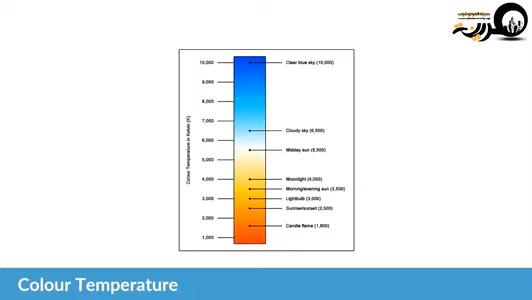 مدينة الفوتوشوب
10,000
Clear blue sky (10,000)
9,000
8,000
7,000
Cloudy sky (6,500)
6,000
Midday sun (5,500)
5,000
4,000
Moonlight (4,000)
Morning/evening sun (3,500)
3,000
Lightbulb (3,000)
Sunrise/sunset (2,500)
2,000
Candle flame (1,800)
1,000
Colour Temperature in Kelvin (K)
Colour Temperature